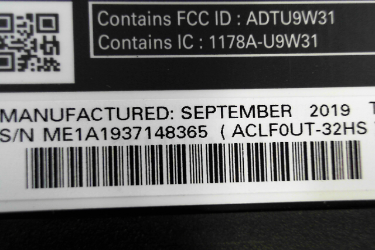 Contains FCC ID : ADTU9W31
Contains IC : 1178A-U9W31
MANUFACTURED: SEPTEMBER 2019 T
S/N ME1A1937148365 ( ACLF0UT-32HS